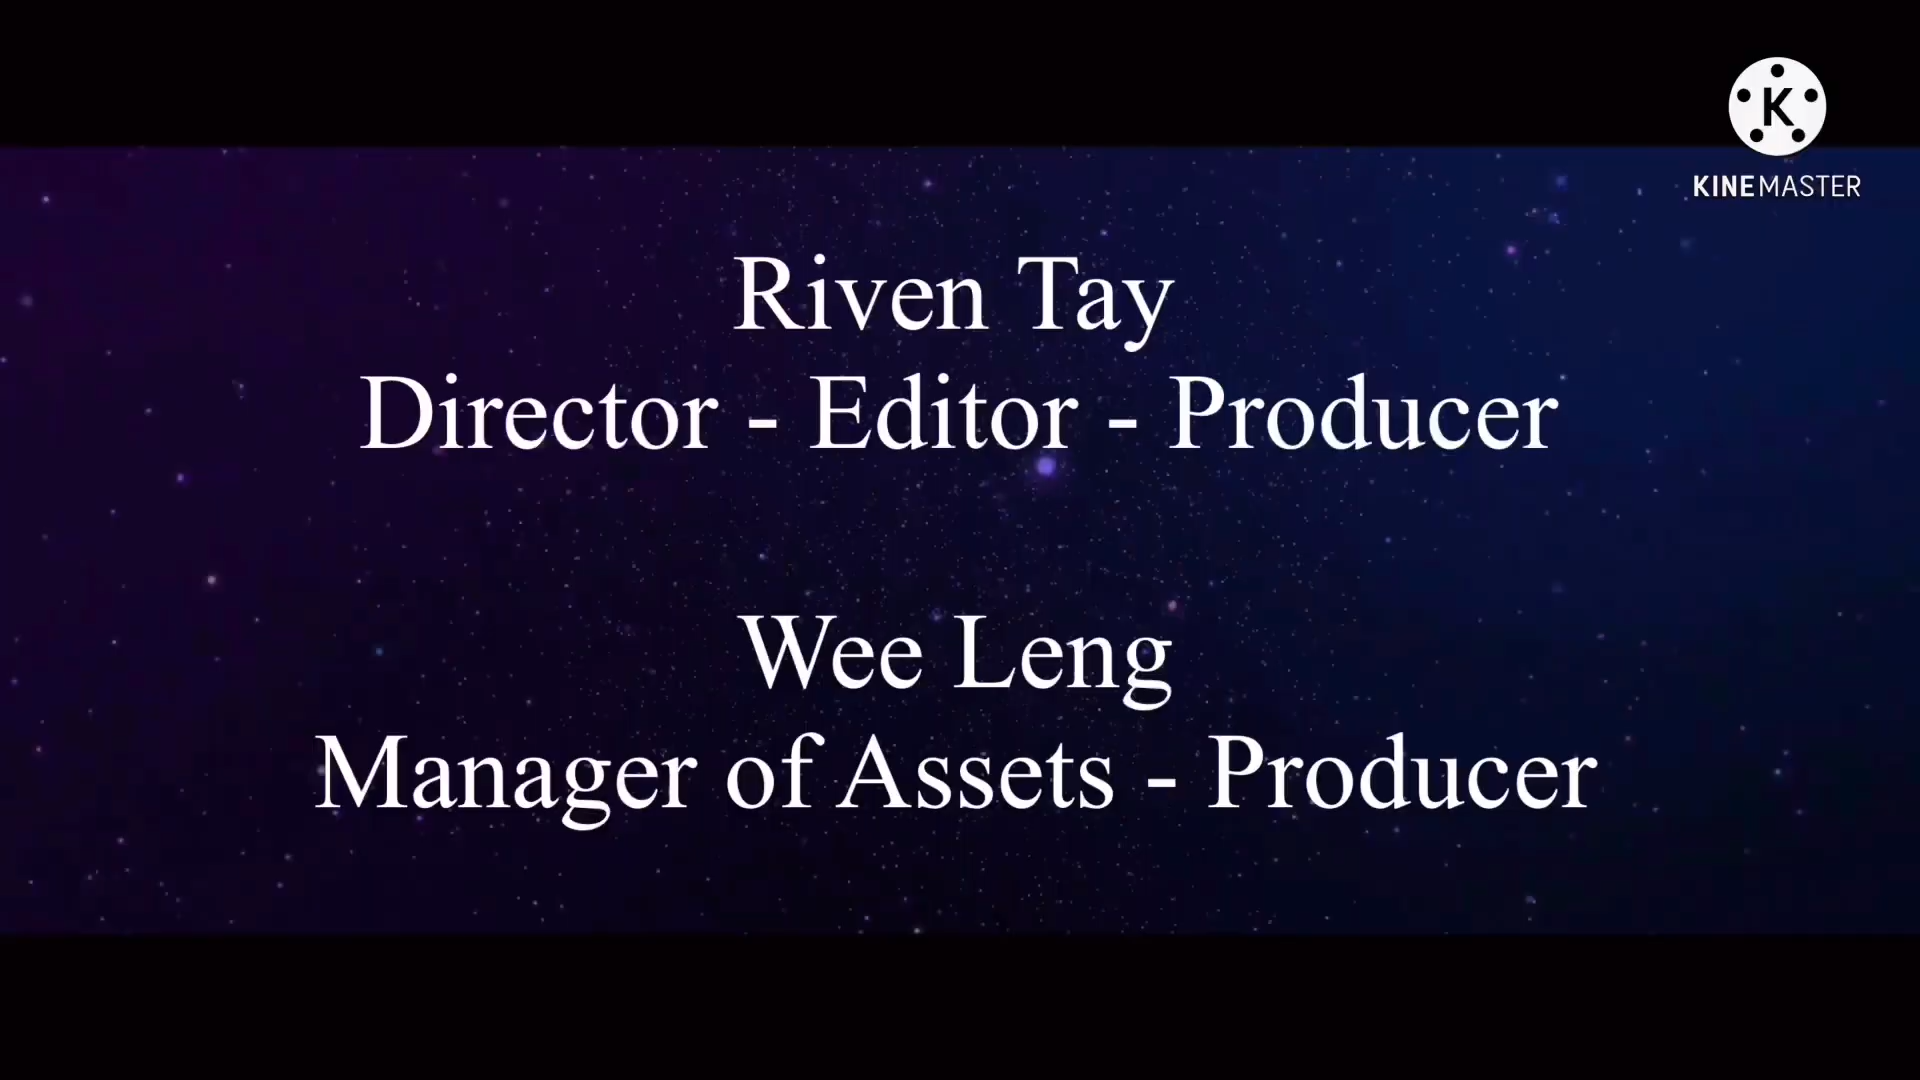 K
KINEMASTER
Riven Tay
Director - Editor - Producer
Wee Leng
Manager of Assets - Producer